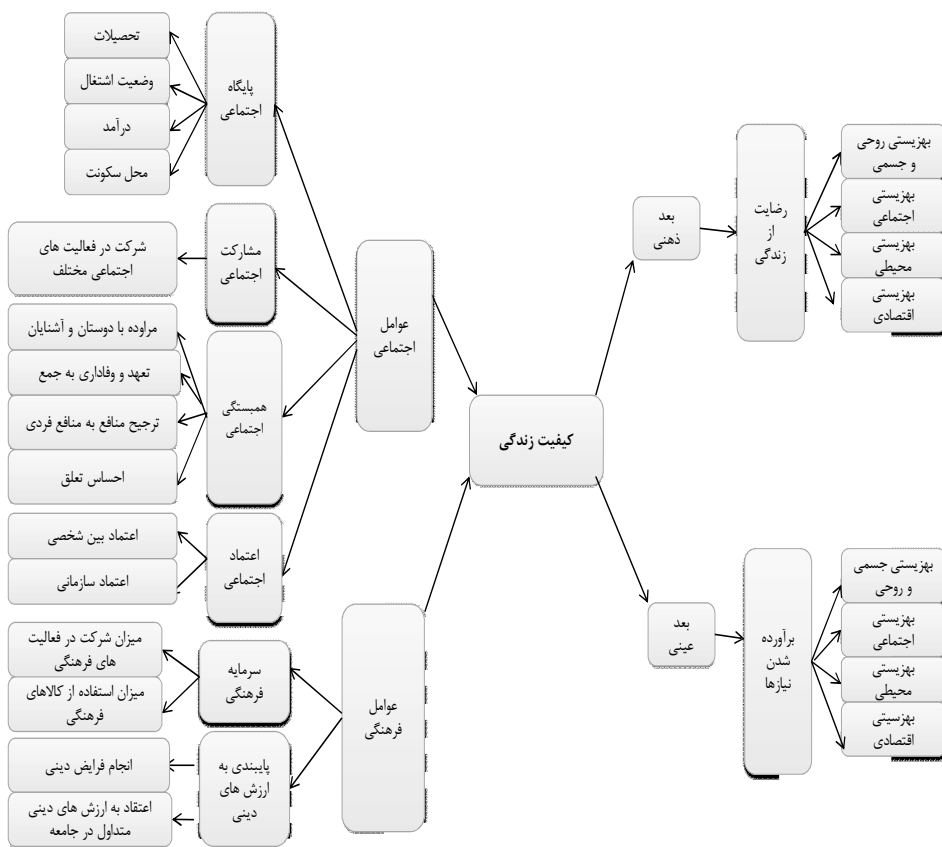 بهزیستی روحی
و جسمی
بهزیستی
اجتماعی
بهزیستی
محیطی
بهزیستی
اقتصادی
رضایت
از
زندگی
بعد
ذهنی
بهزیستی جسمی
و روحی
بهزیستی
اجتماعی
بهزیستی
محیطی
بهزسیتی
اقتصادی
برآورده
شدن
نیازها
بعد
عینی
کیفیت زندگی
عوامل
اجتماعی
پایگاه
اجتماعی
تحصیلات
وضعیت اشتغال
درآمد
محل سکونت
مشارکت
اجتماعی
شرکت در فعالیت های
اجتماعی مختلف
همبستگی
اجتماعی
مراوده با دوستان و آشنایان
تعهد و وفاداری به جمع
ترجیح منافع به منافع فردی
احساس تعلق
اعتماد
اجتماعی
اعتماد بین شخصی
اعتماد سازمانی
عوامل
فرهنگی
سرمایه
فرهنگی
میزان شرکت در فعالیت
های فرهنگی
میزان استفاده از کالاهای
فرهنگی
پایبندی به
ارزش های
دینی
انجام فرایض دینی
اعتقاد به ارزش های دینی
متداول در جامعه